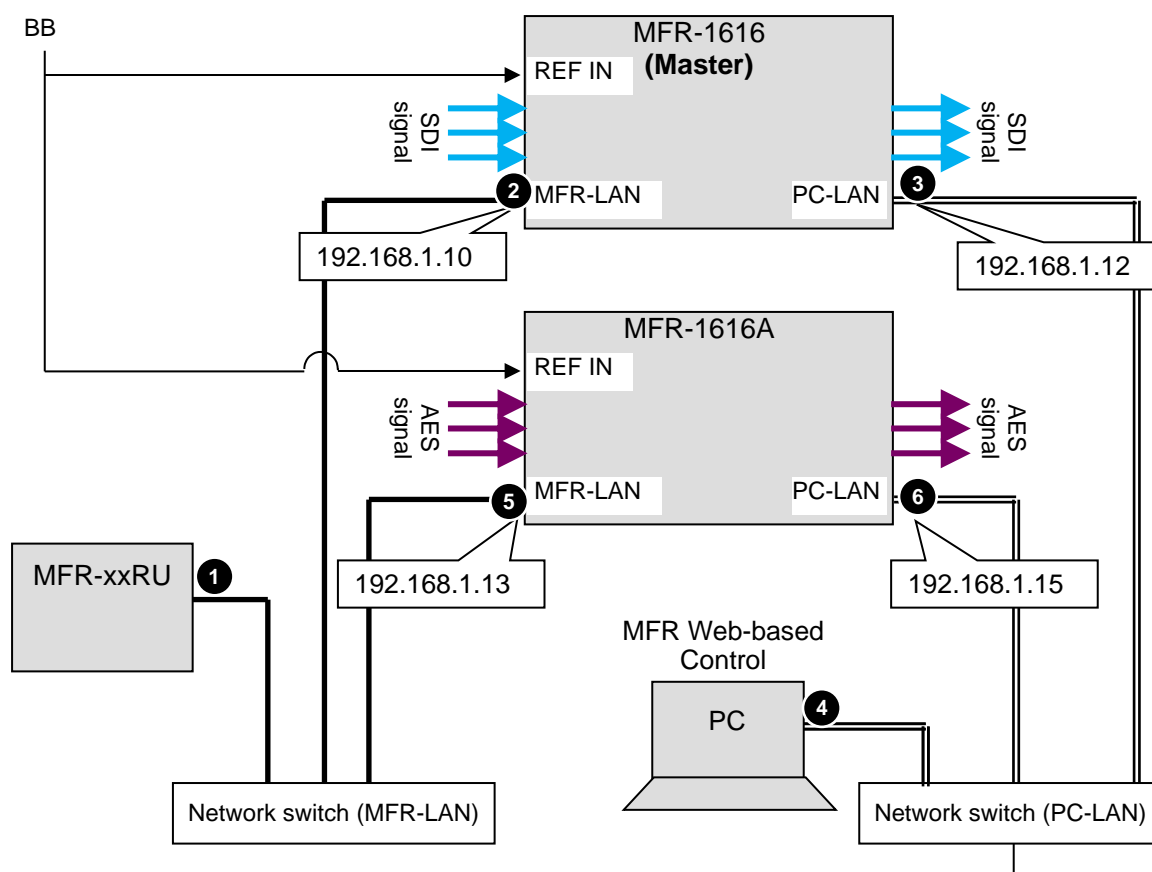 BB
MFR-1616
(Master)
REF IN
SDI
signal
SDI
signal
2
MFR-LAN
PC-LAN
3
192.168.1.10
192.168.1.12
MFR-1616A
REF IN
AES
signal
AES
signal
5
MFR-LAN
PC-LAN
6
MFR-xxRU
1
192.168.1.13
192.168.1.15
MFR Web-based
Control
PC
4
Network switch (MFR-LAN)
Network switch (PC-LAN)